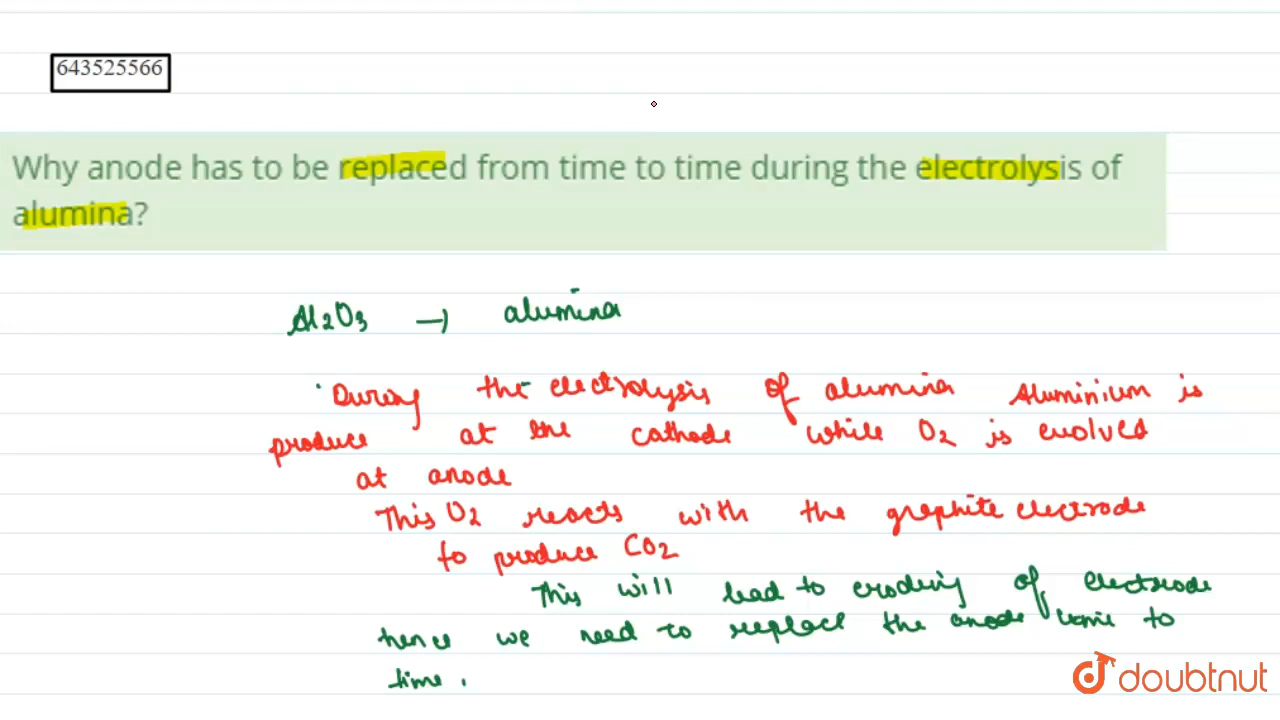 643525566
Why anode has to be replaced from time to time during the electrolysis of
alumina?
Al2O3 → alumina
During the electrolysis of alumina Aluminium is
produce at the cathode while O2 is evolved
at anode
This O2 reacts with the graphite electrode
to produce CO2
This will lead to eroding of electrode
hence we need to replace the anode time to
time.
doubtnut